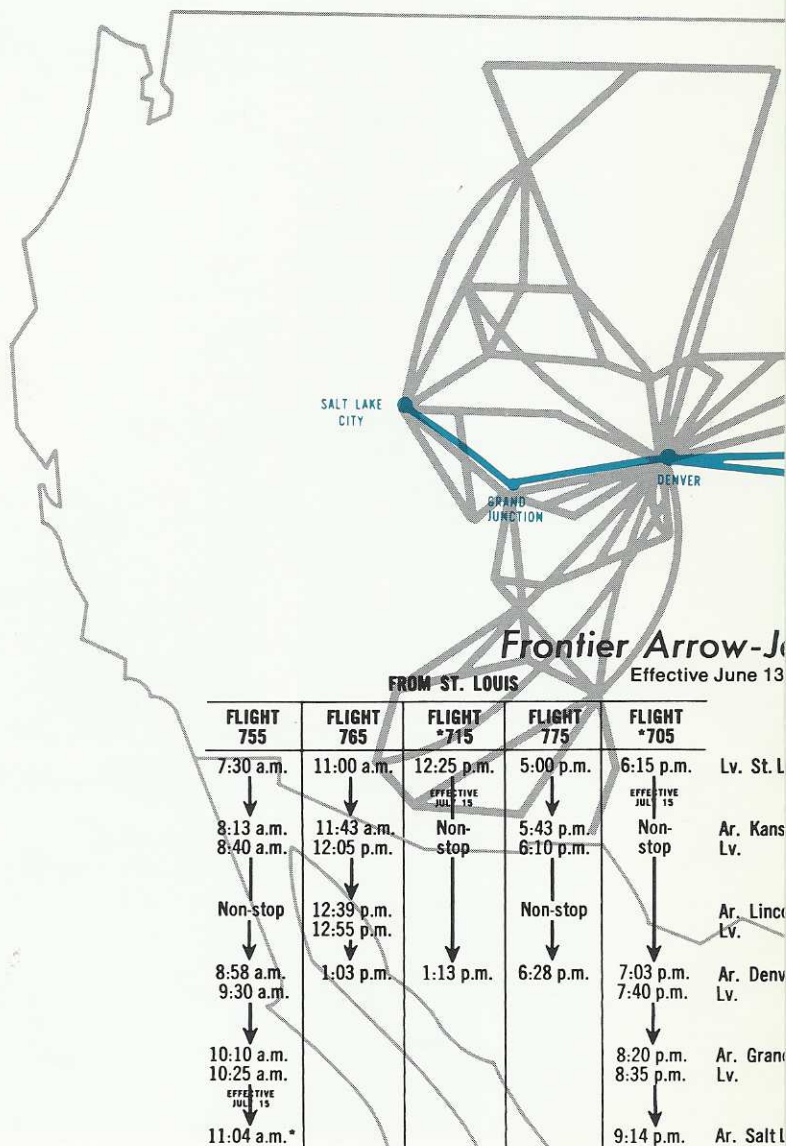 SALT LAKE
CITY
GRAND
JUNCTION
DENVER
Frontier Arrow-J
Effective June 13
FROM ST. LOUIS
FLIGHT 755 FLIGHT 765 FLIGHT *715 FLIGHT 775 FLIGHT *705
7:30 a.m. 11:00 a.m. 12:25 p.m. 5:00 p.m. 6:15 p.m. Lv. St. L
EFFECTIVE JULY 15 EFFECTIVE JULY 15
8:13 a.m. 11:43 a.m. Non- 5:43 p.m. Non- Ar. Kans
8:40 a.m. 12:05 p.m. stop 6:10 p.m. stop Lv.
Non-stop 12:39 p.m. Non-stop Ar. Linco
12:55 p.m. Lv.
8:58 a.m. 1:03 p.m. 1:13 p.m. 6:28 p.m. 7:03 p.m. Ar. Denv
9:30 a.m. 7:40 p.m. Lv.
10:10 a.m. 8:20 p.m. Ar. Gran
10:25 a.m. 8:35 p.m. Lv.
EFFECTIVE JULY 15
11:04 a.m.* 9:14 p.m. Ar. Salt L